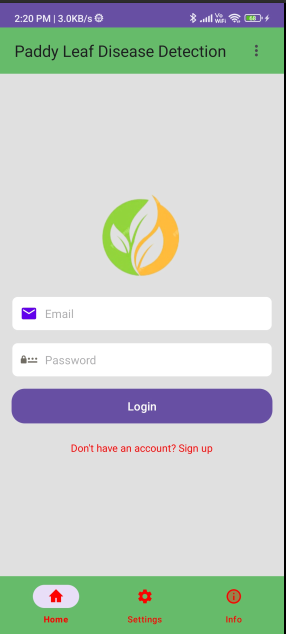 2:20 PM | 3.0KB/s
Vo
WiFi
68
Paddy Leaf Disease Detection
Email
Password
Login
Don't have an account? Sign up
Home
Settings
Info